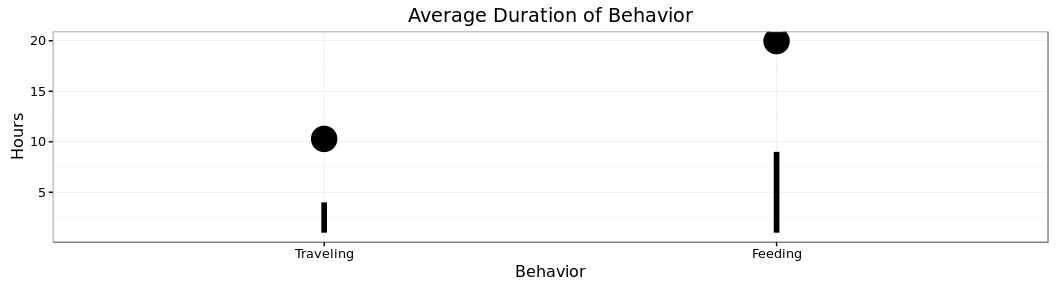 Average Duration of Behavior
Hours
20
15
10
5
Traveling
Feeding
Behavior